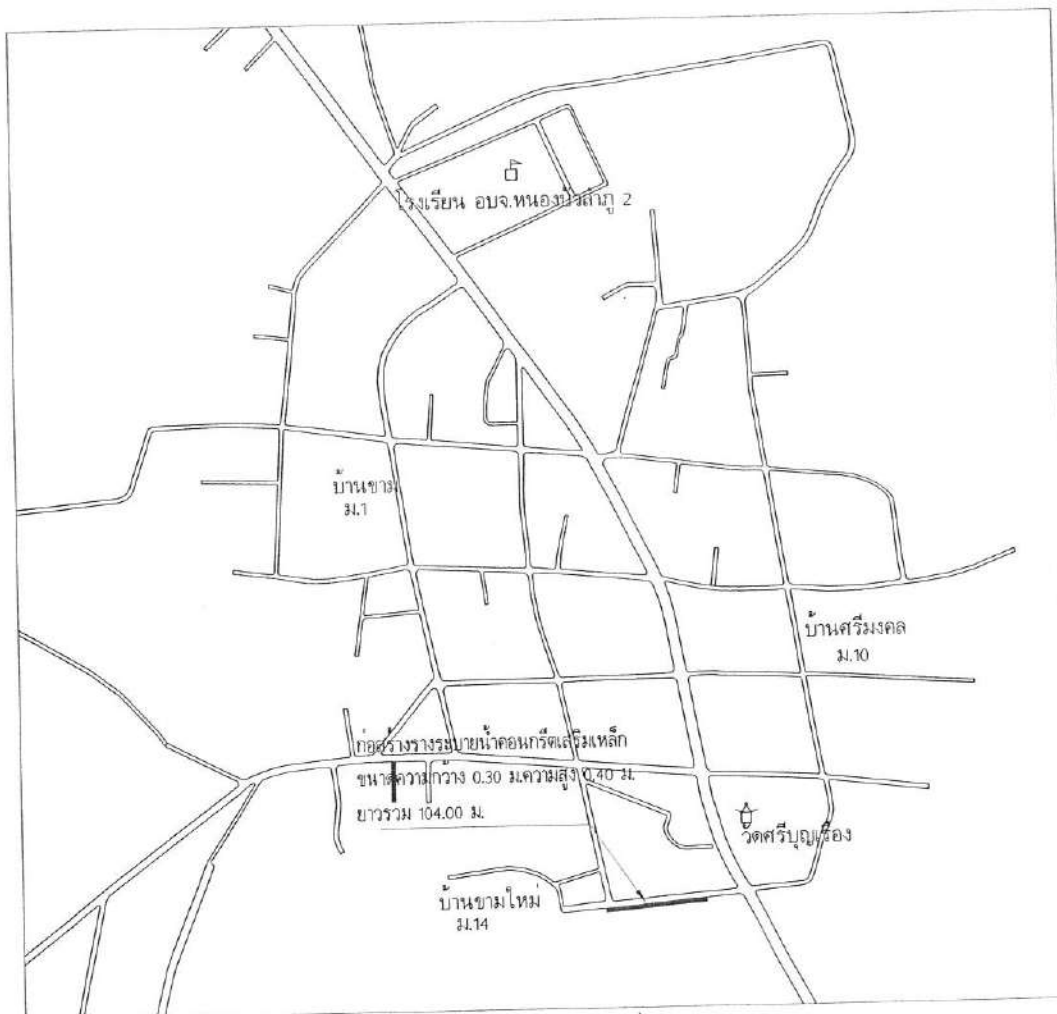 โรงเรียน อบจ.หนองบัวลำภู 2
บ้านขาม
ม.1
บ้านศรีมงคล
ม.10
ก่อสร้างรางระบายน้ำคอนกรีตเสริมเหล็ก
ขนาดความกว้าง 0.30 ม.ความสูง 0.40 ม.
ยาวรวม 104.00 ม.
วัดศรีบุญเรือง
บ้านขามใหม่
ม.14